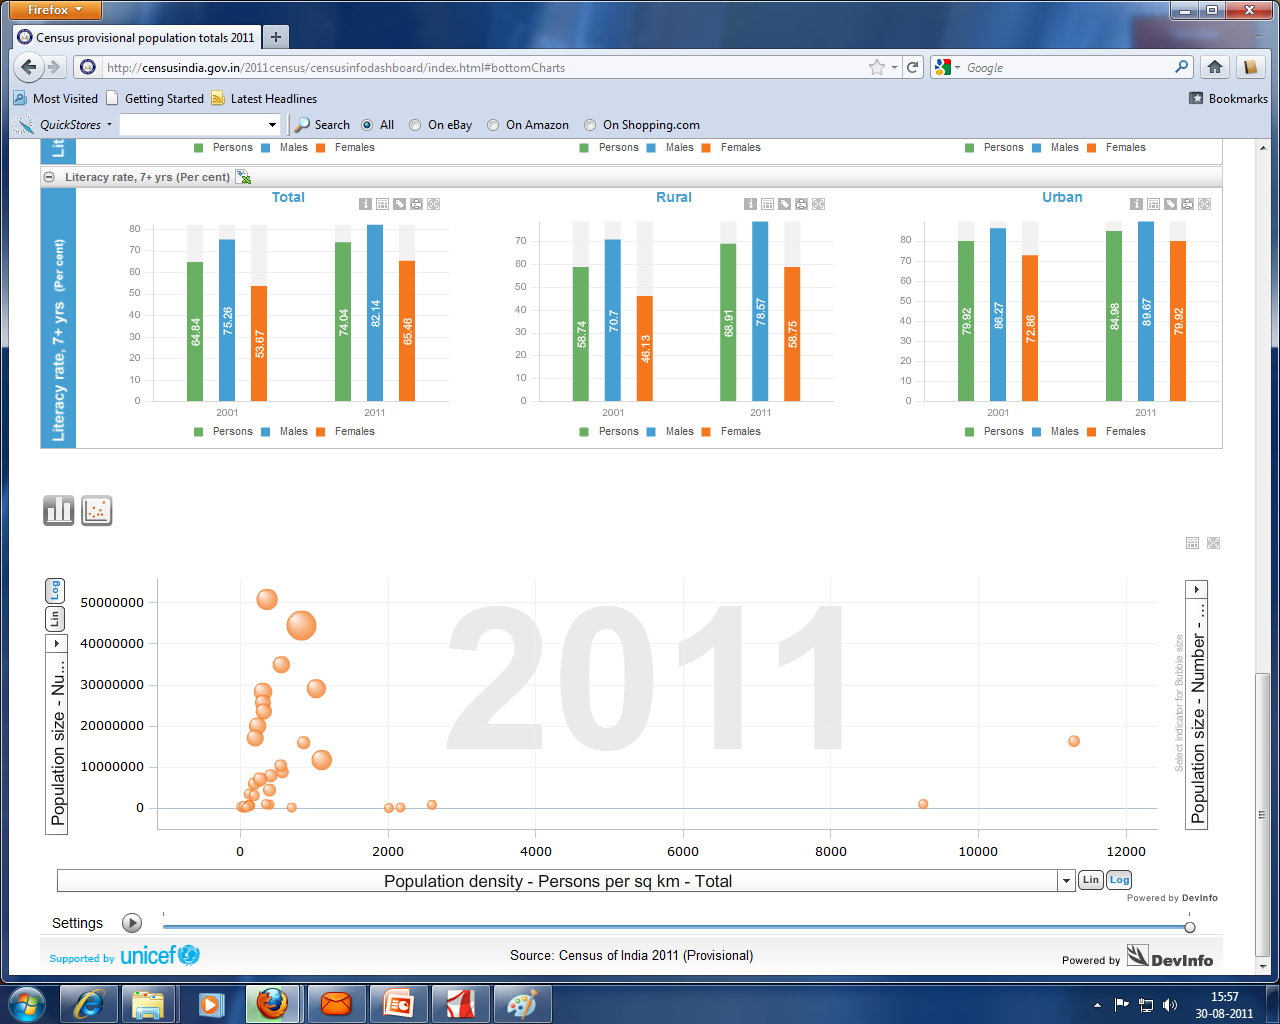 Firefox
Census provisional population totals 2011
http://censusindia.gov.in/2011census/censusinfodashboard/index.html#bottomCharts
Google
Most Visited Getting Started Latest Headlines
Bookmarks
QuickStores Search All On eBay On Amazon On Shopping.com
Persons Males Females Persons Males Females Persons Males Females
Literacy rate, 7+ yrs (Per cent)
Literacy rate, 7+ yrs (Per cent)
Total
80
70
60
50
40
30
20
10
0
64.84 75.26 53.67 74.04 82.14 65.46
2001 2011
Persons Males Females
Rural
70
60
50
40
30
20
10
0
58.74 70.7 46.13 68.91 78.57 58.75
2001 2011
Persons Males Females
Urban
80
70
60
50
40
30
20
10
0
79.92 86.27 72.86 84.98 89.67 79.92
2001 2011
Persons Males Females
Log
Lin
Population size - Nu...
50000000
40000000
30000000
20000000
10000000
0
2011
Select Indicator for Bubble size
Population size - Number - ...
0 2000 4000 6000 8000 10000 12000
Population density - Persons per sq km - Total
Lin Log
Powered by DevInfo
Settings
Supported by unicef
Source: Census of India 2011 (Provisional)
Powered by DevInfo
15:57
30-08-2011